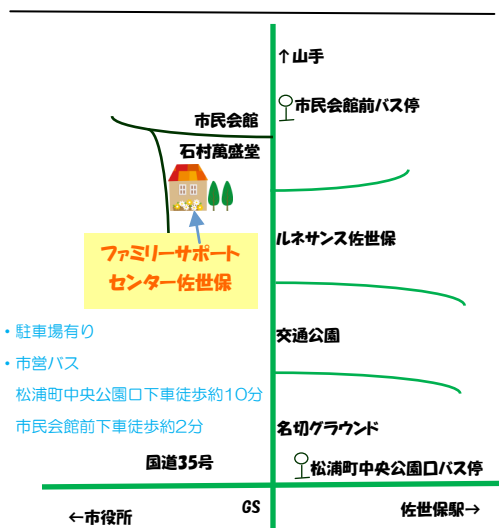 ↑山手
市民会館前バス停
市民会館
石村萬盛堂
ルネサンス佐世保
ファミリーサポート
センター佐世保
交通公園
・駐車場有り
・市営バス
松浦町中央公園口下車徒歩約10分
市民会館前下車徒歩約2分
名切グラウンド
国道35号
松浦町中央公園口バス停
←市役所
GS
佐世保駅→